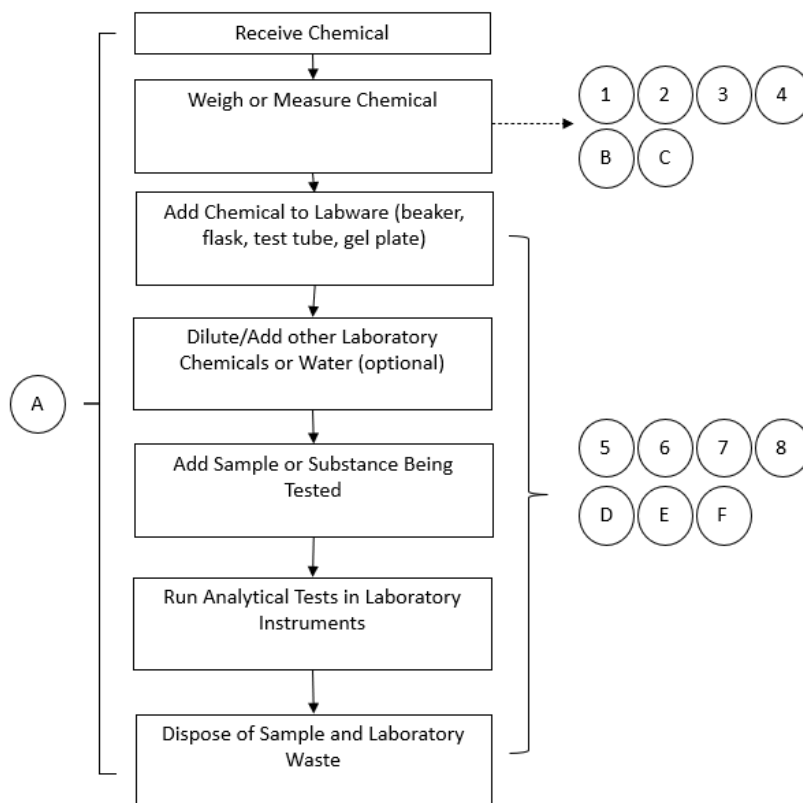 Receive Chemical
Weigh or Measure Chemical
1 2 3 4
B C
Add Chemical to Labware (beaker,
flask, test tube, gel plate)
Dilute/Add other Laboratory
Chemicals or Water (optional)
A
Add Sample or Substance Being
Tested
5 6 7 8
D E F
Run Analytical Tests in Laboratory
Instruments
Dispose of Sample and Laboratory
Waste